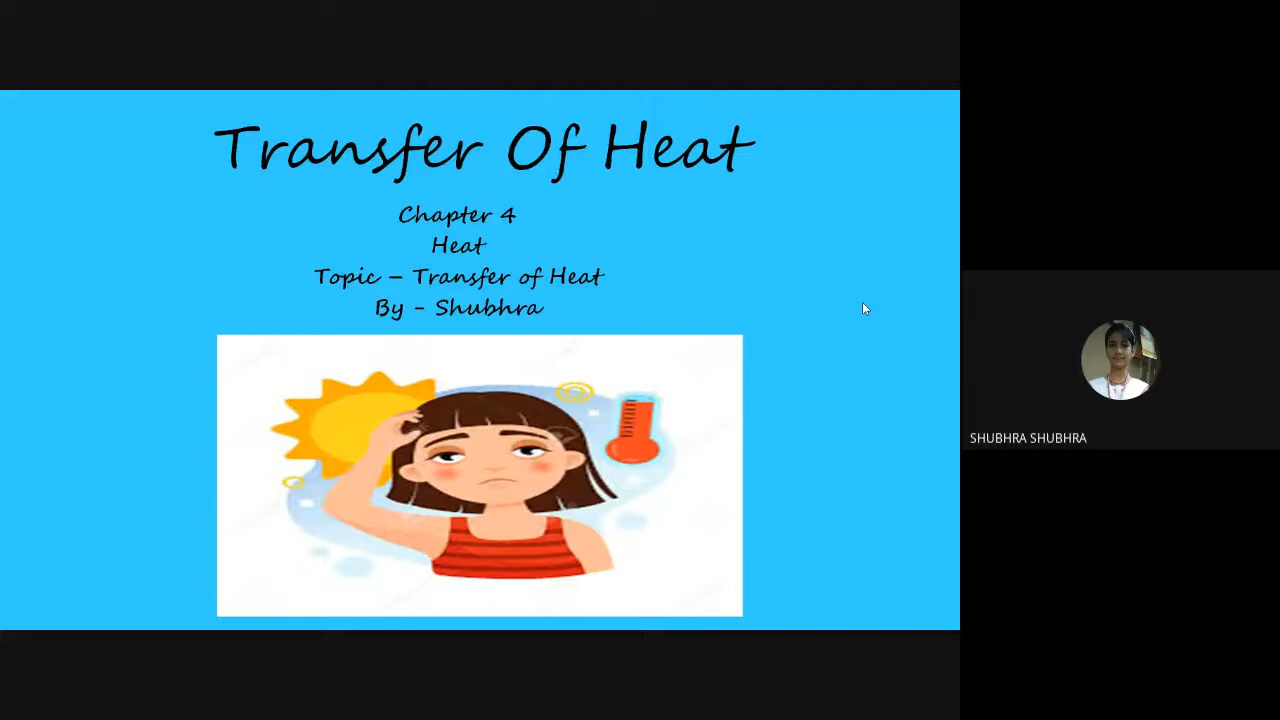 Transfer Of Heat
Chapter 4
Heat
Topic – Transfer of Heat
By - Shubhra
SHUBHRA SHUBHRA